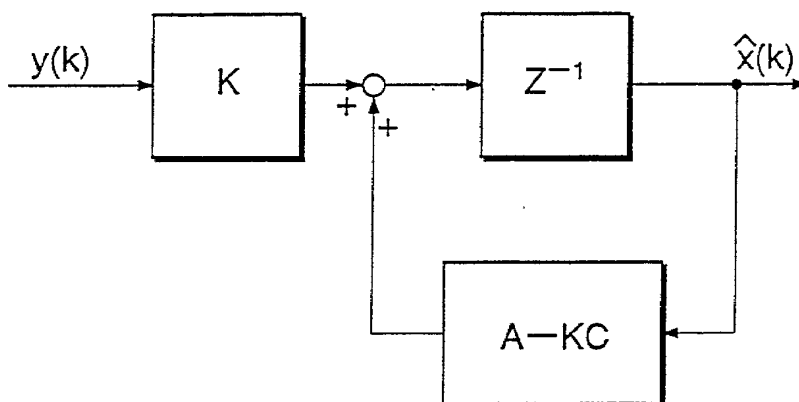 y(k)
K
Z⁻¹
x̂(k)
+
+
A-KC